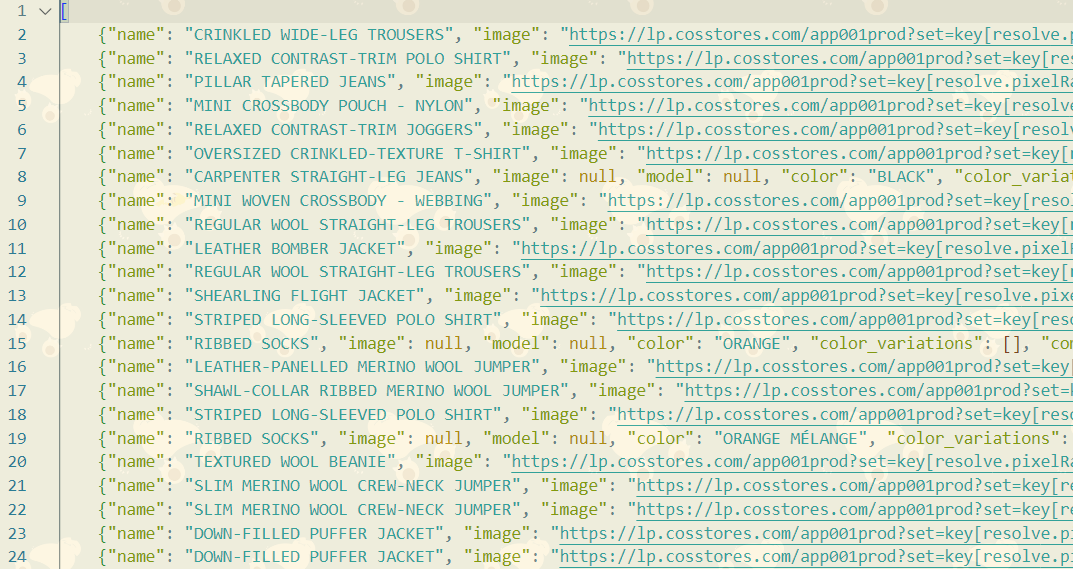 1 [
2 {"name": "CRINKLED WIDE-LEG TROUSERS", "image": "https://lp.cosstores.com/app001prod?set=key[resolve.p
3 {"name": "RELAXED CONTRAST-TRIM POLO SHIRT", "image": "https://lp.cosstores.com/app001prod?set=key[res
4 {"name": "PILLAR TAPERED JEANS", "image": "https://lp.cosstores.com/app001prod?set=key[resolve.pixelRa
5 {"name": "MINI CROSSBODY POUCH - NYLON", "image": "https://lp.cosstores.com/app001prod?set=key[resolve
6 {"name": "RELAXED CONTRAST-TRIM JOGGERS", "image": "https://lp.cosstores.com/app001prod?set=key[resolv
7 {"name": "OVERSIZED CRINKLED-TEXTURE T-SHIRT", "image": "https://lp.cosstores.com/app001prod?set=key[r
8 {"name": "CARPENTER STRAIGHT-LEG JEANS", "image": null, "model": null, "color": "BLACK", "color_variat
9 {"name": "MINI WOVEN CROSSBODY - WEBBING", "image": "https://lp.cosstores.com/app001prod?set=key[resol
10 {"name": "REGULAR WOOL STRAIGHT-LEG TROUSERS", "image": "https://lp.cosstores.com/app001prod?set=key[r
11 {"name": "LEATHER BOMBER JACKET", "image": "https://lp.cosstores.com/app001prod?set=key[resolve.pixelR
12 {"name": "REGULAR WOOL STRAIGHT-LEG TROUSERS", "image": "https://lp.cosstores.com/app001prod?set=key[r
13 {"name": "SHEARLING FLIGHT JACKET", "image": "https://lp.cosstores.com/app001prod?set=key[resolve.pixe
14 {"name": "STRIPED LONG-SLEEVED POLO SHIRT", "image": "https://lp.cosstores.com/app001prod?set=key[reso
15 {"name": "RIBBED SOCKS", "image": null, "model": null, "color": "ORANGE", "color_variations": [], "con
16 {"name": "LEATHER-PANELLED MERINO WOOL JUMPER", "image": "https://lp.cosstores.com/app001prod?set=key[
17 {"name": "SHAWL-COLLAR RIBBED MERINO WOOL JUMPER", "image": "https://lp.cosstores.com/app001prod?set=k
18 {"name": "STRIPED LONG-SLEEVED POLO SHIRT", "image": "https://lp.cosstores.com/app001prod?set=key[reso
19 {"name": "RIBBED SOCKS", "image": null, "model": null, "color": "ORANGE MÉLANGE", "color_variations":
20 {"name": "TEXTURED WOOL BEANIE", "image": "https://lp.cosstores.com/app001prod?set=key[resolve.pixelRa
21 {"name": "SLIM MERINO WOOL CREW-NECK JUMPER", "image": "https://lp.cosstores.com/app001prod?set=key[re
22 {"name": "SLIM MERINO WOOL CREW-NECK JUMPER", "image": "https://lp.cosstores.com/app001prod?set=key[re
23 {"name": "DOWN-FILLED PUFFER JACKET", "image": "https://lp.cosstores.com/app001prod?set=key[resolve.pi
24 {"name": "DOWN-FILLED PUFFER JACKET", "image": "https://lp.cosstores.com/app001prod?set=key[resolve.pi